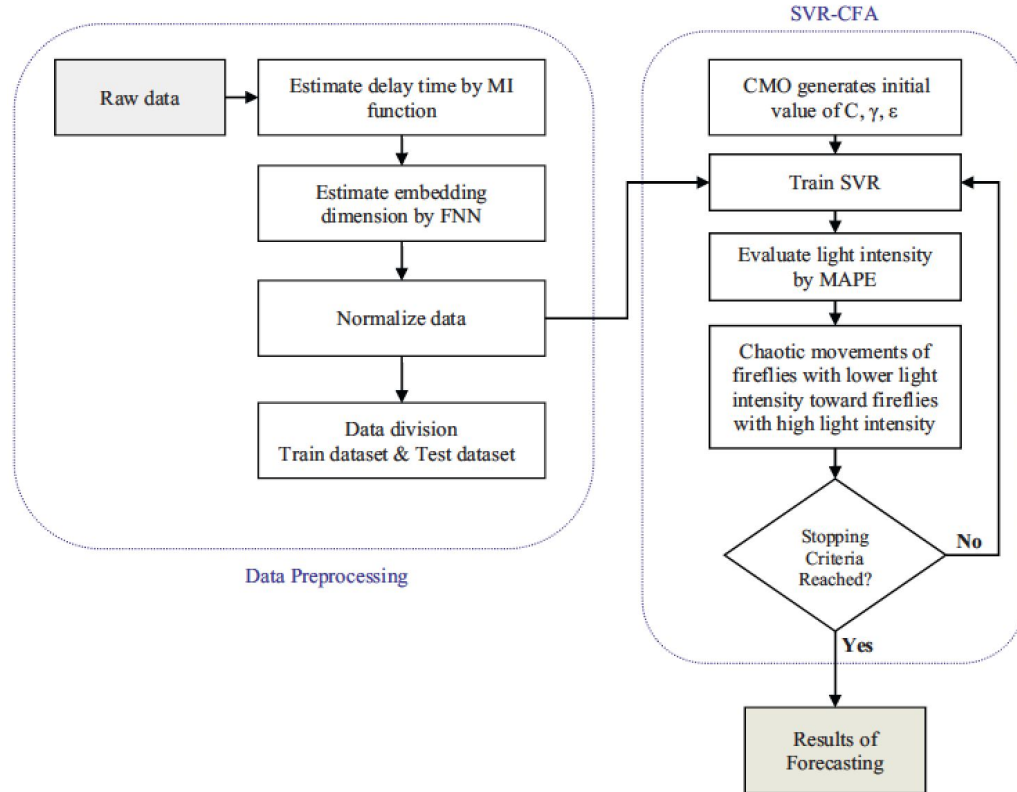 SVR-CFA
Raw data
Estimate delay time by MI
function
Estimate embedding
dimension by FNN
Normalize data
Data division
Train dataset & Test dataset
Data Preprocessing
CMO generates initial
value of C, γ, ε
Train SVR
Evaluate light intensity
by MAPE
Chaotic movements of
fireflies with lower light
intensity toward fireflies
with high light intensity
Stopping
Criteria
Reached?
No
Yes
Results of
Forecasting